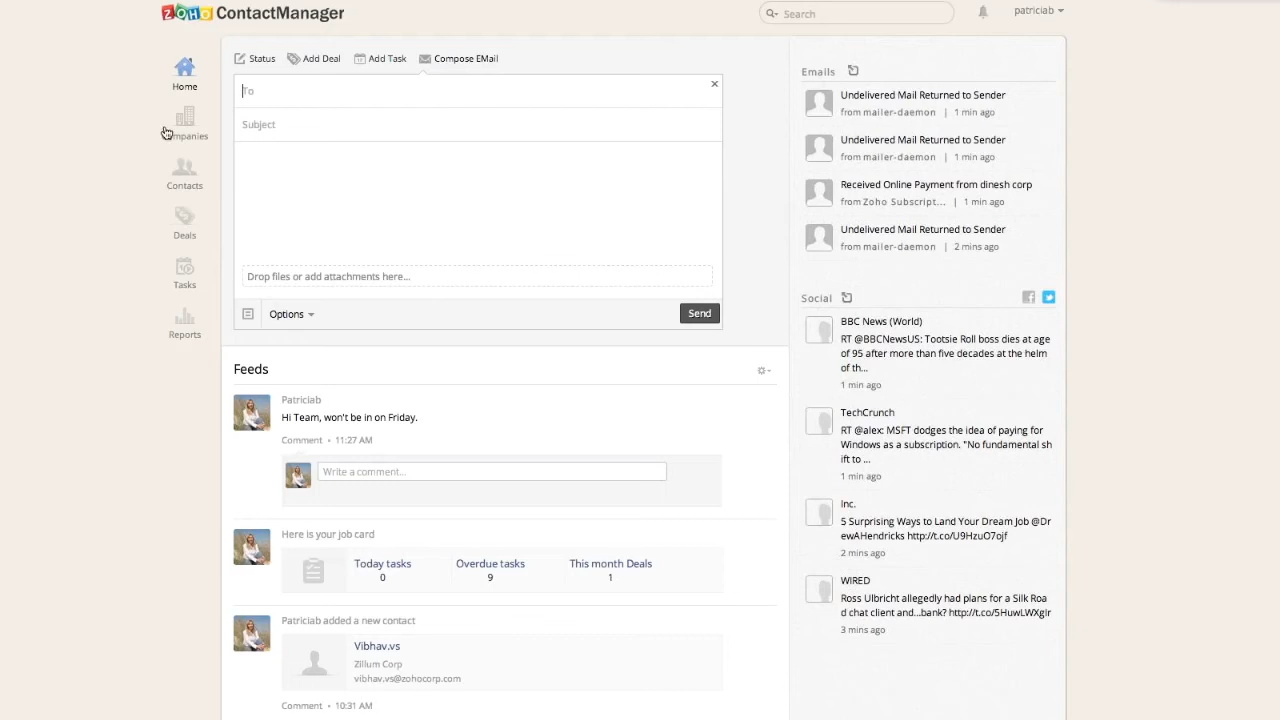 ZOHO ContactManager
Search
patriciab
Home
Contacts
Deals
Tasks
Reports
Status
Add Deal
Add Task
Compose EMail
To
Subject
Drop files or add attachments here...
Options
Send
Feeds
Patriciab
Hi Team, won't be in on Friday.
Comment • 11:27 AM
Write a comment...
Here is your job card
Today tasks
0
Overdue tasks
9
This month Deals
1
Patriciab added a new contact
Vibhav.vs
Zillum Corp
vibhav.vs@zohocorp.com
Comment • 10:31 AM
Emails
Undelivered Mail Returned to Sender
from mailer-daemon | 1 min ago
Undelivered Mail Returned to Sender
from mailer-daemon | 1 min ago
Received Online Payment from dinesh corp
from Zoho Subscript... | 1 min ago
Undelivered Mail Returned to Sender
from mailer-daemon | 2 mins ago
Social
BBC News (World)
RT @BBCNewsUS: Tootsie Roll boss dies at age
of 95 after more than five decades at the helm
of th...
1 min ago
TechCrunch
RT @alex: MSFT dodges the idea of paying for
Windows as a subscription. "No fundamental sh
ift to ...
1 min ago
Inc.
5 Surprising Ways to Land Your Dream Job @Dr
ewAHendricks http://t.co/U9HzuO7ojf
2 mins ago
WIRED
Ross Ulbricht allegedly had plans for a Silk Roa
d chat client and...bank? http://t.co/5HuwLWXgIr
3 mins ago